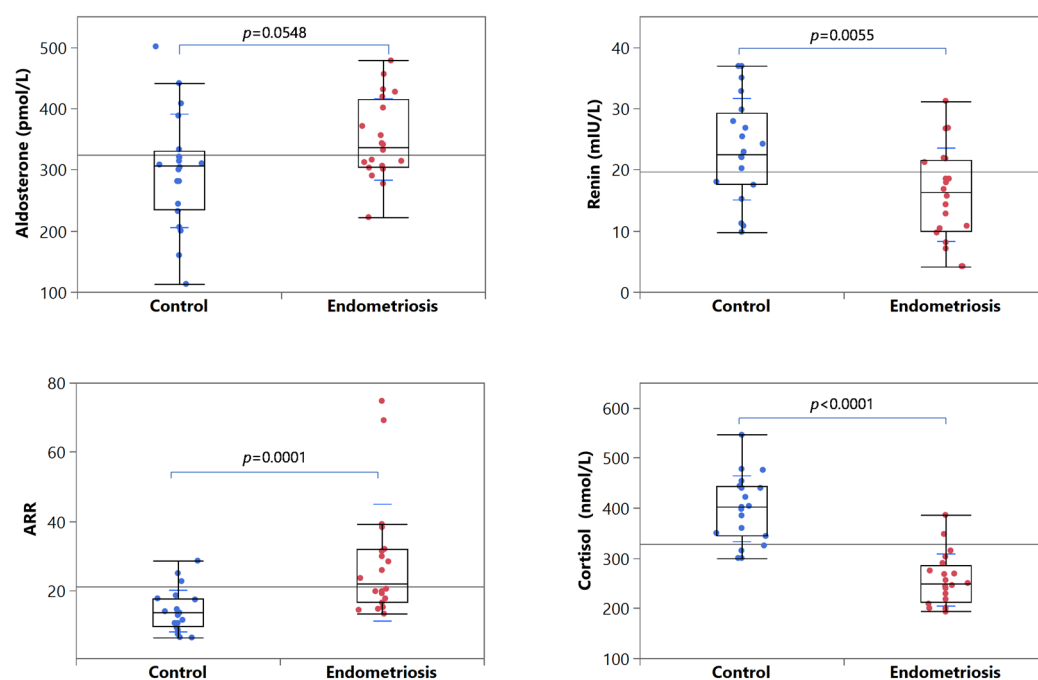 p=0.0548
Aldosterone (pmol/L)
500
400
300
200
100
Control Endometriosis
p=0.0055
Renin (mIU/L)
40
30
20
10
0
Control Endometriosis
p=0.0001
ARR
80
60
40
20
Control Endometriosis
p<0.0001
Cortisol (nmol/L)
600
500
400
300
200
100
Control Endometriosis